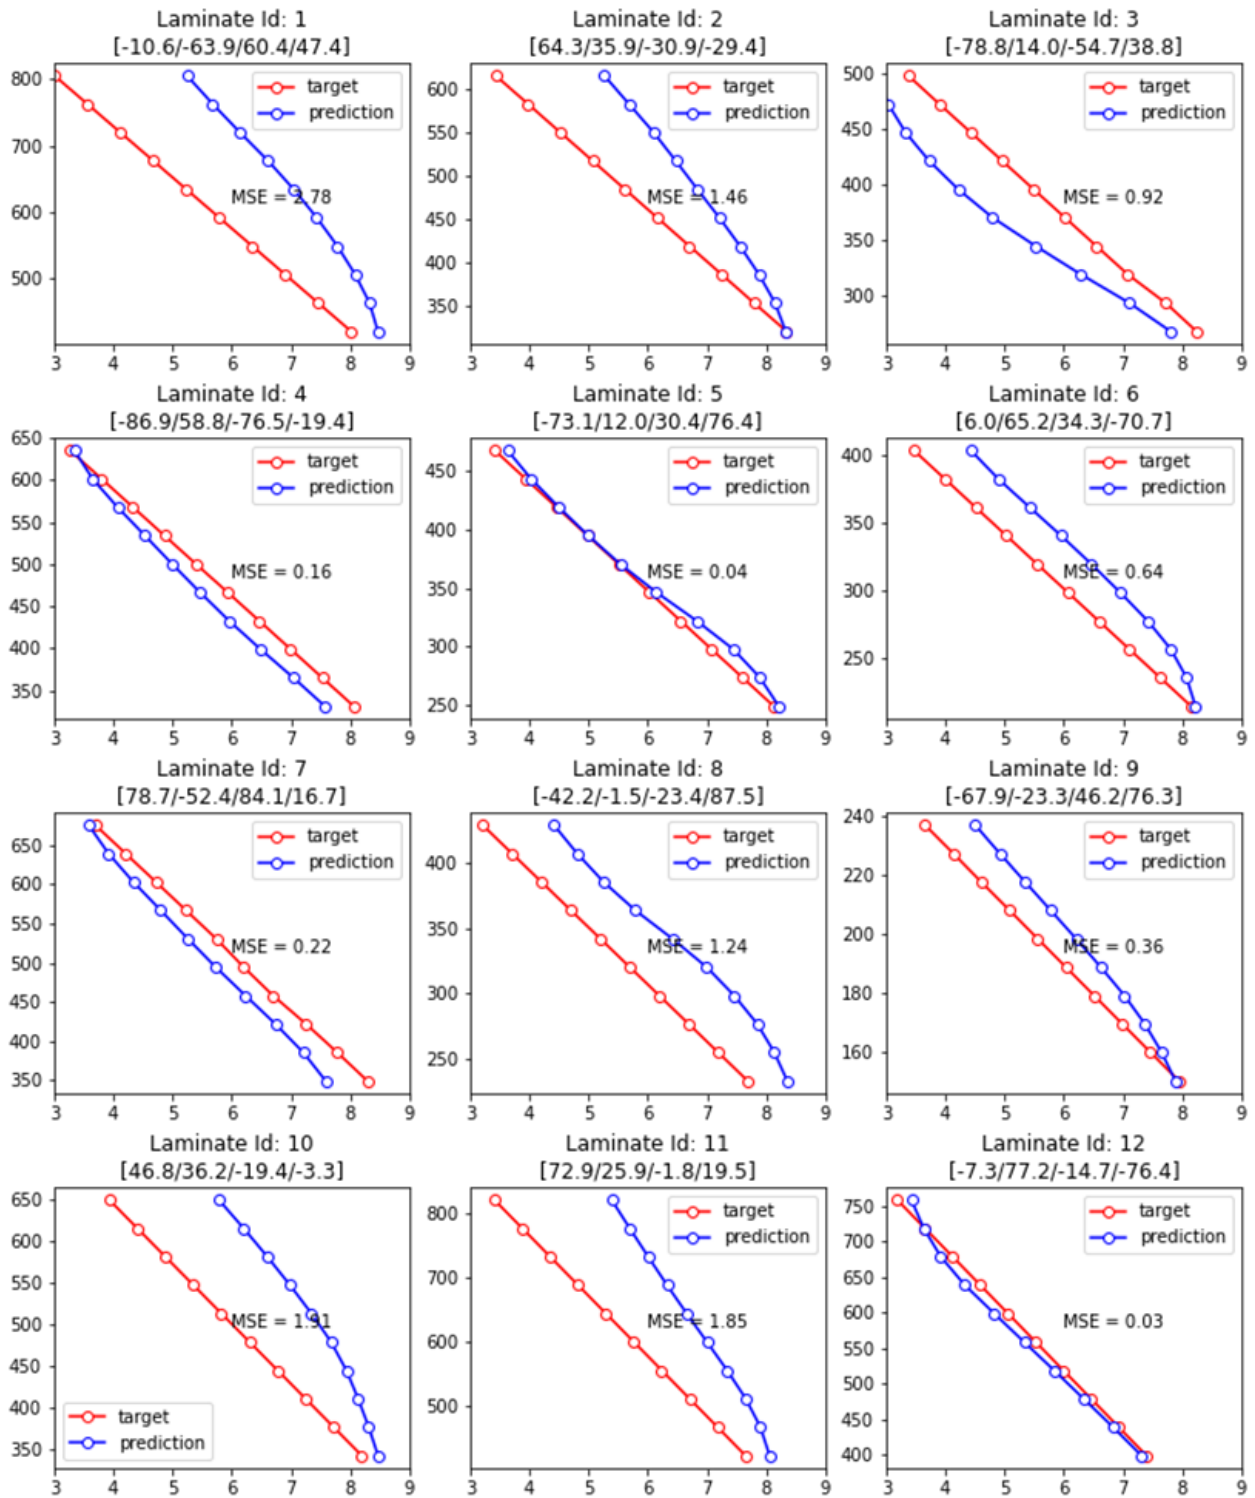 Laminate Id: 1
[-10.6/-63.9/60.4/47.4]
800
700
600
500
target
prediction
MSE = 2.78
3 4 5 6 7 8 9
Laminate Id: 2
[64.3/35.9/-30.9/-29.4]
600
550
500
450
400
350
target
prediction
MSE = 1.46
3 4 5 6 7 8 9
Laminate Id: 3
[-78.8/14.0/-54.7/38.8]
500
450
400
350
300
target
prediction
MSE = 0.92
3 4 5 6 7 8 9
Laminate Id: 4
[-86.9/58.8/-76.5/-19.4]
650
600
550
500
450
400
350
target
prediction
MSE = 0.16
3 4 5 6 7 8 9
Laminate Id: 5
[-73.1/12.0/30.4/76.4]
450
400
350
300
250
target
prediction
MSE = 0.04
3 4 5 6 7 8 9
Laminate Id: 6
[6.0/65.2/34.3/-70.7]
400
350
300
250
target
prediction
MSE = 0.64
3 4 5 6 7 8 9
Laminate Id: 7
[78.7/-52.4/84.1/16.7]
650
600
550
500
450
400
350
target
prediction
MSE = 0.22
3 4 5 6 7 8 9
Laminate Id: 8
[-42.2/-1.5/-23.4/87.5]
400
350
300
250
target
prediction
MSE = 1.24
3 4 5 6 7 8 9
Laminate Id: 9
[-67.9/-23.3/46.2/76.3]
240
220
200
180
160
target
prediction
MSE = 0.36
3 4 5 6 7 8 9
Laminate Id: 10
[46.8/36.2/-19.4/-3.3]
650
600
550
500
450
400
350
MSE = 1.91
target
prediction
3 4 5 6 7 8 9
Laminate Id: 11
[72.9/25.9/-1.8/19.5]
800
700
600
500
target
prediction
MSE = 1.85
3 4 5 6 7 8 9
Laminate Id: 12
[-7.3/77.2/-14.7/-76.4]
750
700
650
600
550
500
450
400
target
prediction
MSE = 0.03
3 4 5 6 7 8 9